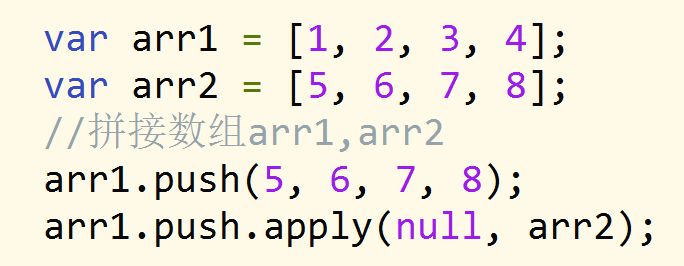 var arr1 = [1, 2, 3, 4];
var arr2 = [5, 6, 7, 8];
//拼接数组arr1,arr2
arr1.push(5, 6, 7, 8);
arr1.push.apply(null, arr2);